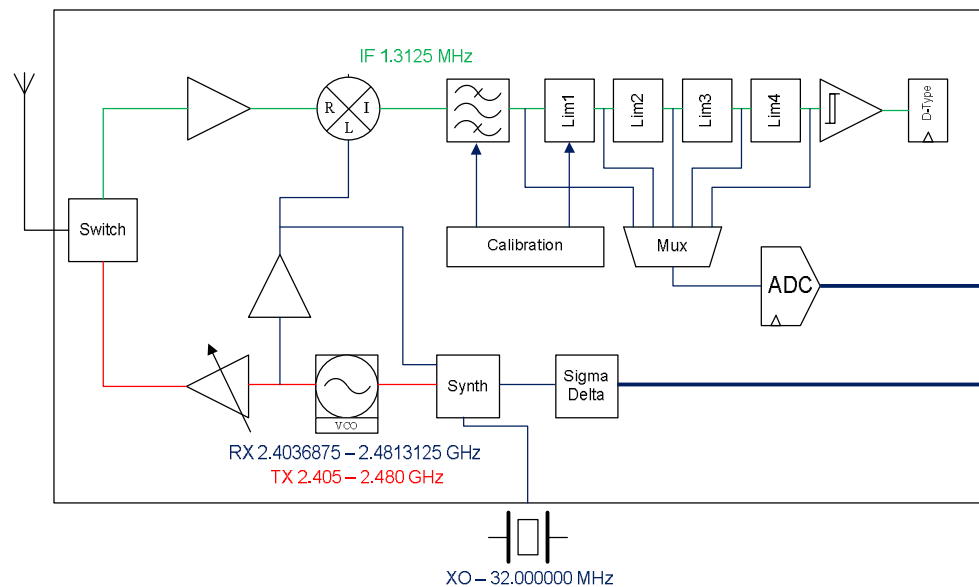 IF 1.3125 MHz
R
I
L
Lim1
Lim2
Lim3
Lim4
D-Type
Switch
Calibration
Mux
ADC
VCO
Synth
Sigma
Delta
RX 2.4036875 – 2.4813125 GHz
TX 2.405 – 2.480 GHz
XO – 32.000000 MHz